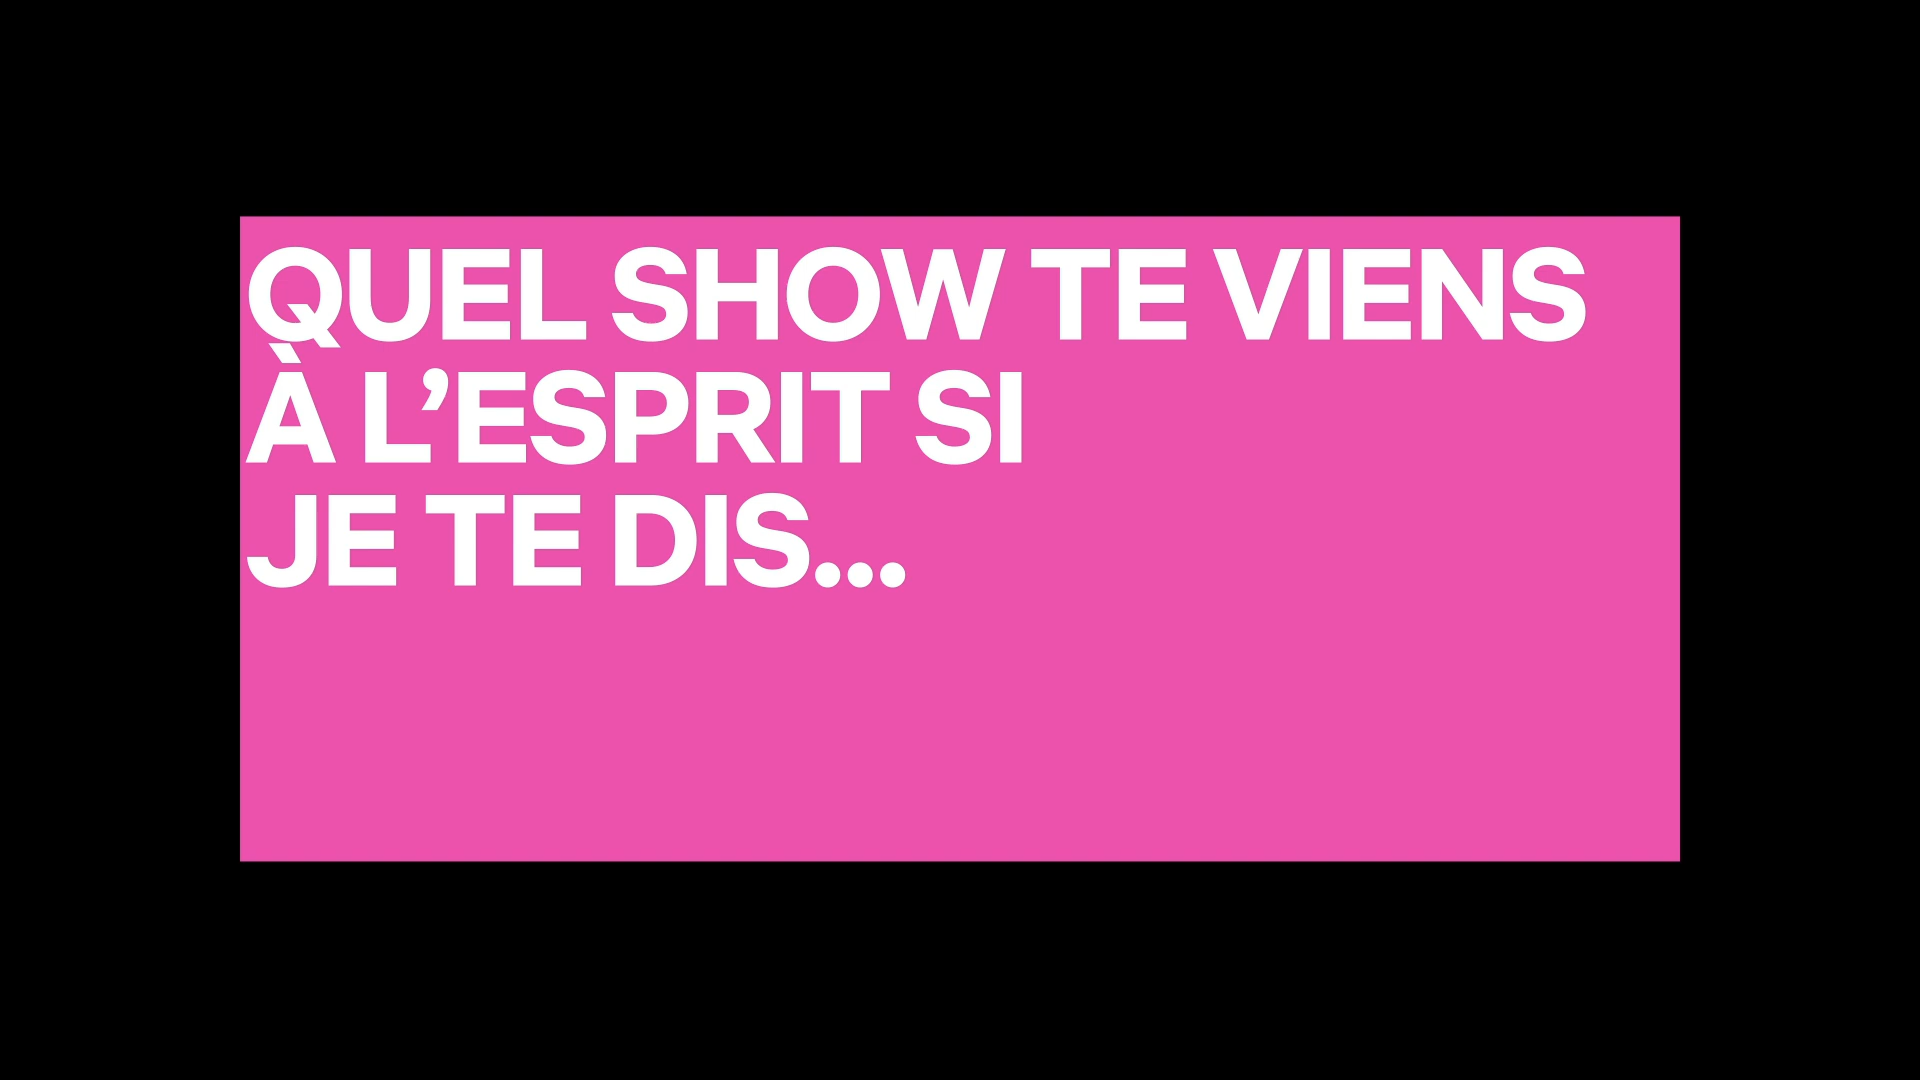 QUEL SHOW TE VIENS
À L’ESPRIT SI
JE TE DIS...